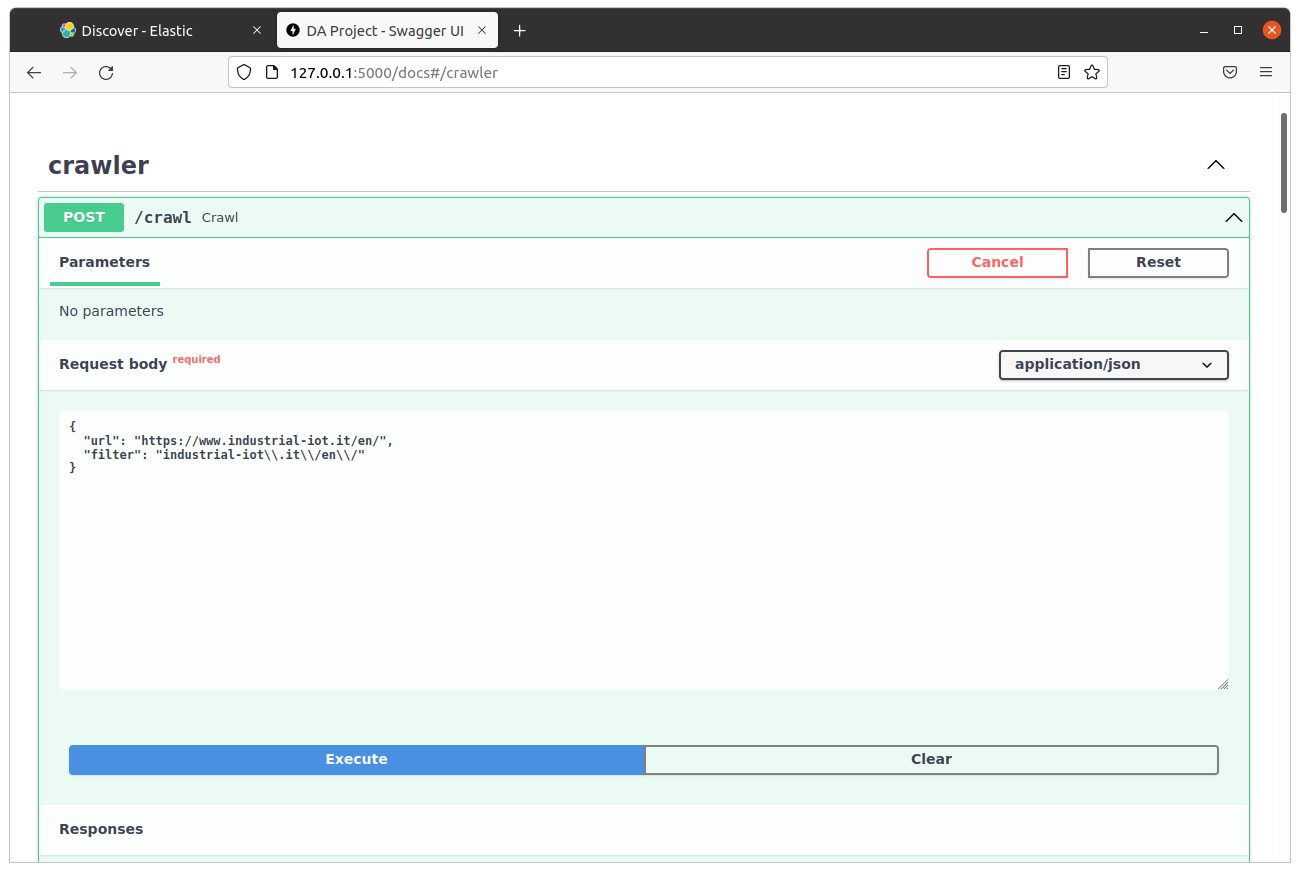 Discover - Elastic
DA Project - Swagger UI
127.0.0.1:5000/docs#/crawler
crawler
POST /crawl Crawl
Parameters
Cancel
Reset
No parameters
Request body required
application/json
{
  "url": "https://www.industrial-iot.it/en/",
  "filter": "industrial-iot\\.it\\/en\\/"
}
Execute
Clear
Responses